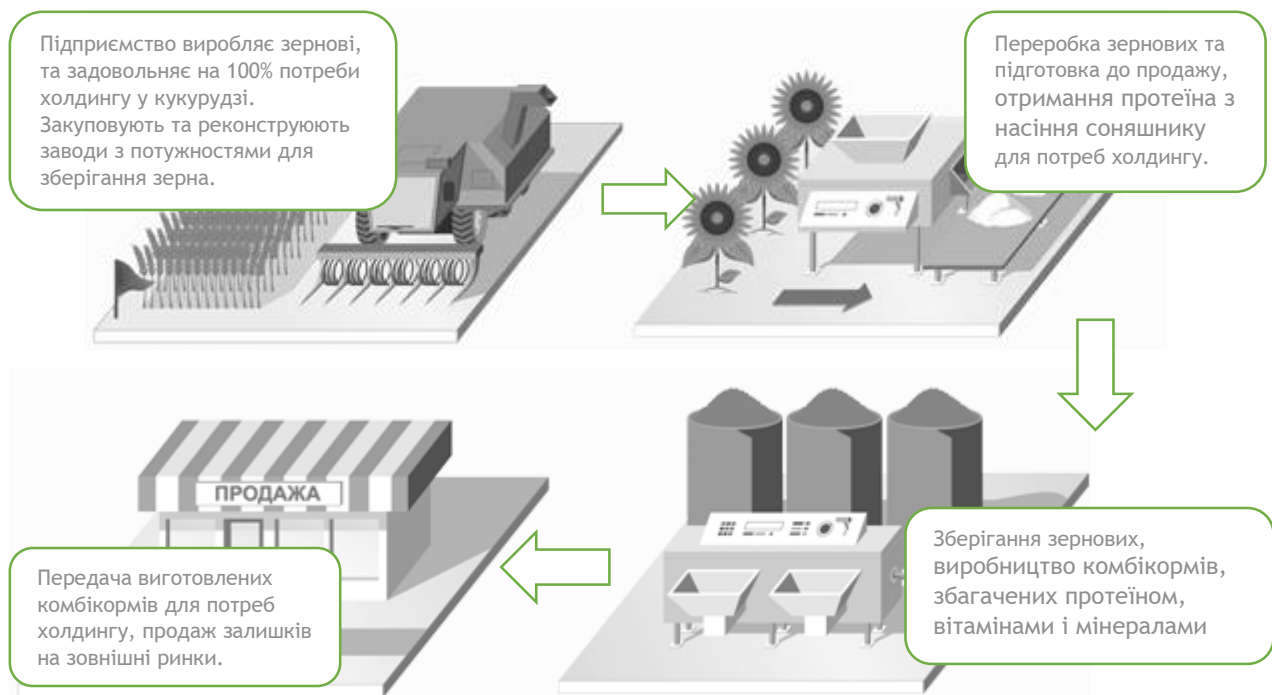 Підприємство виробляє зернові,
та задовольняє на 100% потреби
холдингу у кукурудзі.
Закуповують та реконструюють
заводи з потужностями для
зберігання зерна.
Переробка зернових та
підготовка до продажу,
отримання протеїна з
насіння соняшнику
для потреб холдингу.
Зберігання зернових,
виробництво комбікормів,
збагачених протеїном,
вітамінами і мінералами
ПРОДАЖА
Передача виготовлених
комбікормів для потреб
холдингу, продаж залишків
на зовнішні ринки.